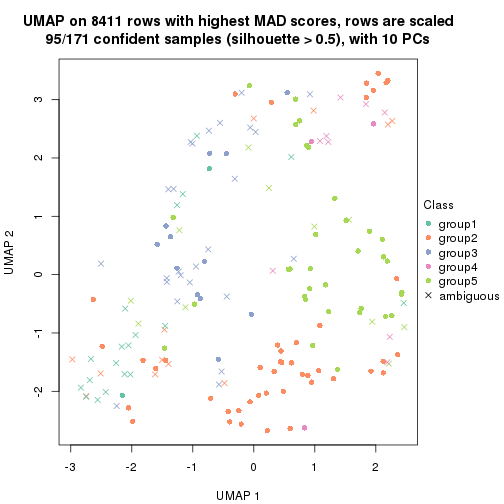 UMAP on 8411 rows with highest MAD scores, rows are scaled
95/171 confident samples (silhouette > 0.5), with 10 PCs
3
2
1
0
-1
-2
UMAP 2
-3 -2 -1 0 1 2
UMAP 1
Class
group1
group2
group3
group4
group5
ambiguous